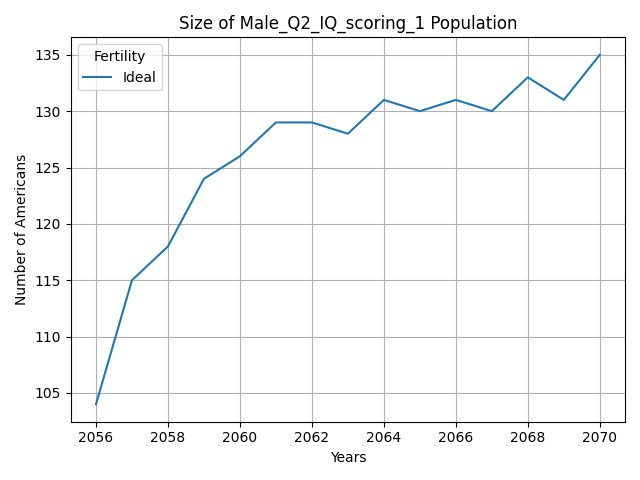 Size of Male_Q2_IQ_scoring_1 Population
Fertility
Ideal
Number of Americans
135
130
125
120
115
110
105
2056 2058 2060 2062 2064 2066 2068 2070
Years